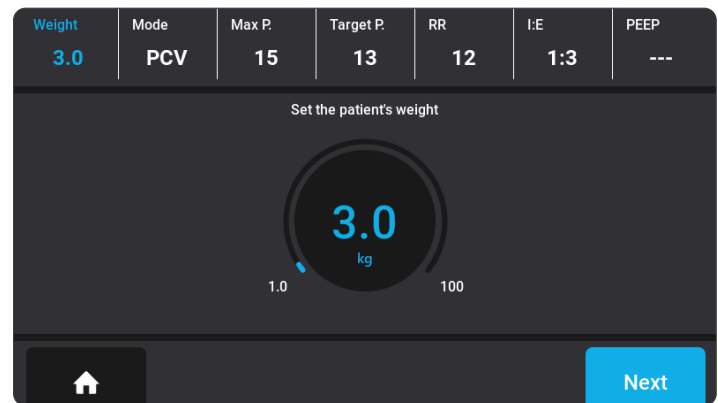 Weight Mode Max P. Target P. RR I:E PEEP
3.0 PCV 15 13 12 1:3 ---
Set the patient's weight
3.0
kg
1.0 100
Next